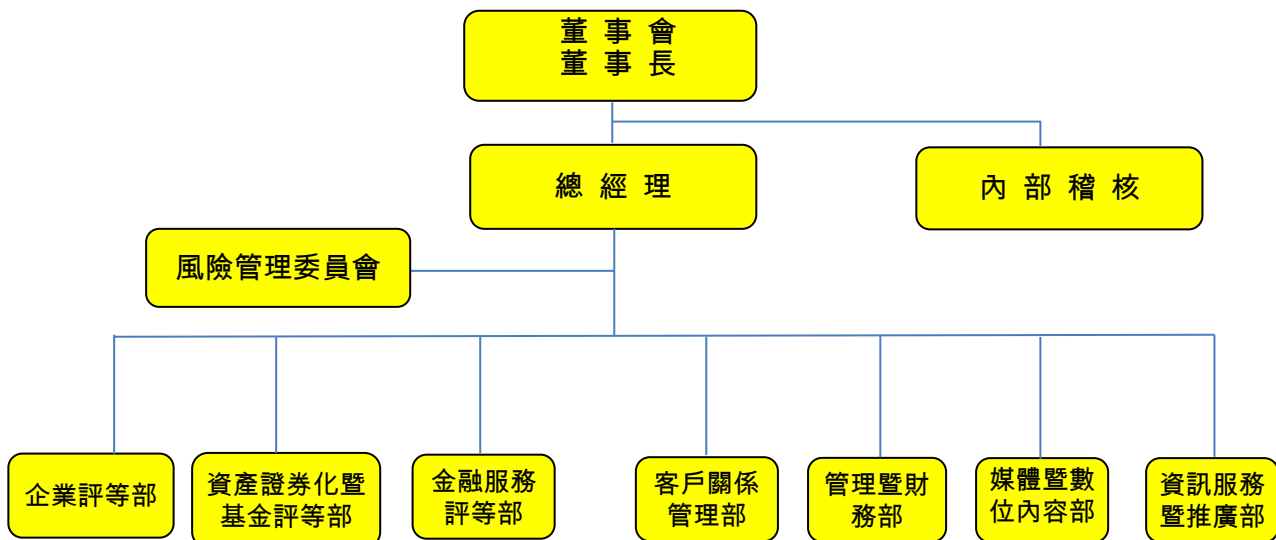 董 事 會
董 事 長
總 經 理
內 部 稽 核
風險管理委員會
企業評等部
資產證券化暨
基金評等部
金融服務
評等部
客戶關係
管理部
管理暨財
務部
媒體暨數
位內容部
資訊服務
暨推廣部